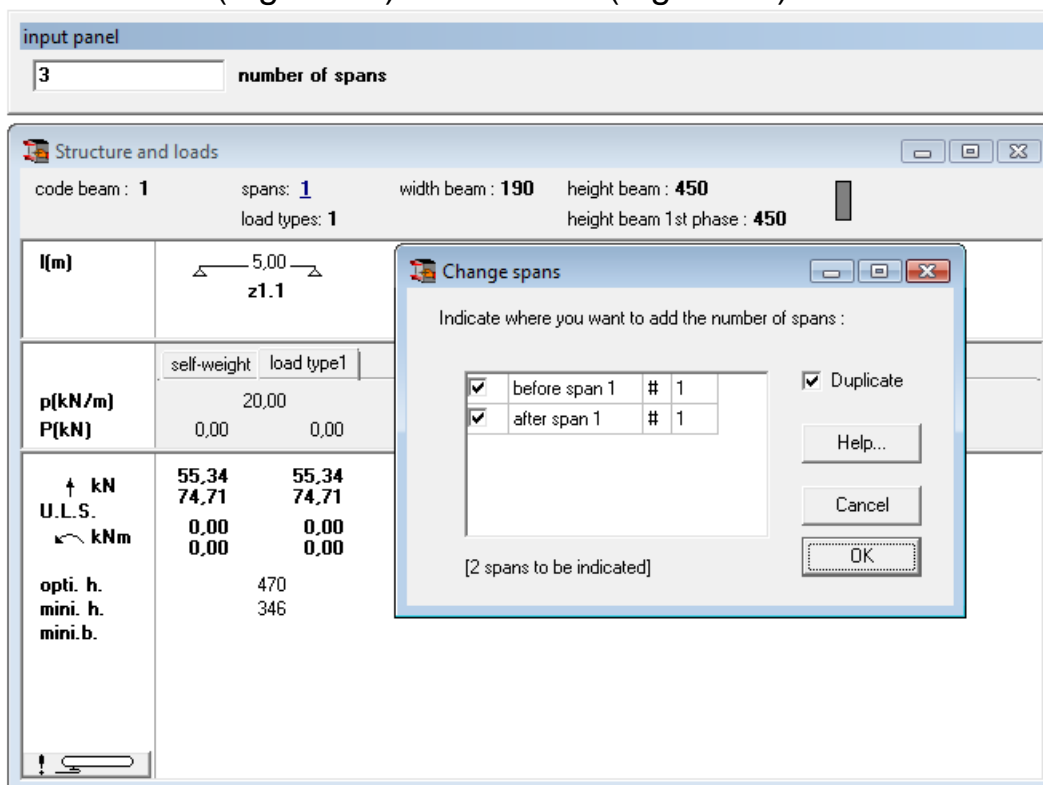 input panel
3 number of spans
Structure and loads
code beam : 1 spans: 1 width beam : 190 height beam : 450
load types: 1 height beam 1st phase : 450
l(m) 5,00
z1.1
Change spans
Indicate where you want to add the number of spans :
before span 1 # 1 Duplicate
after span 1 # 1
Help...
Cancel
OK
[2 spans to be indicated]
self-weight load type1
p(kN/m) 20,00
P(kN) 0,00 0,00
kN 55,34 55,34
U.L.S. 74,71 74,71
kNm 0,00 0,00
0,00 0,00
opti. h. 470
mini. h. 346
mini.b.
!